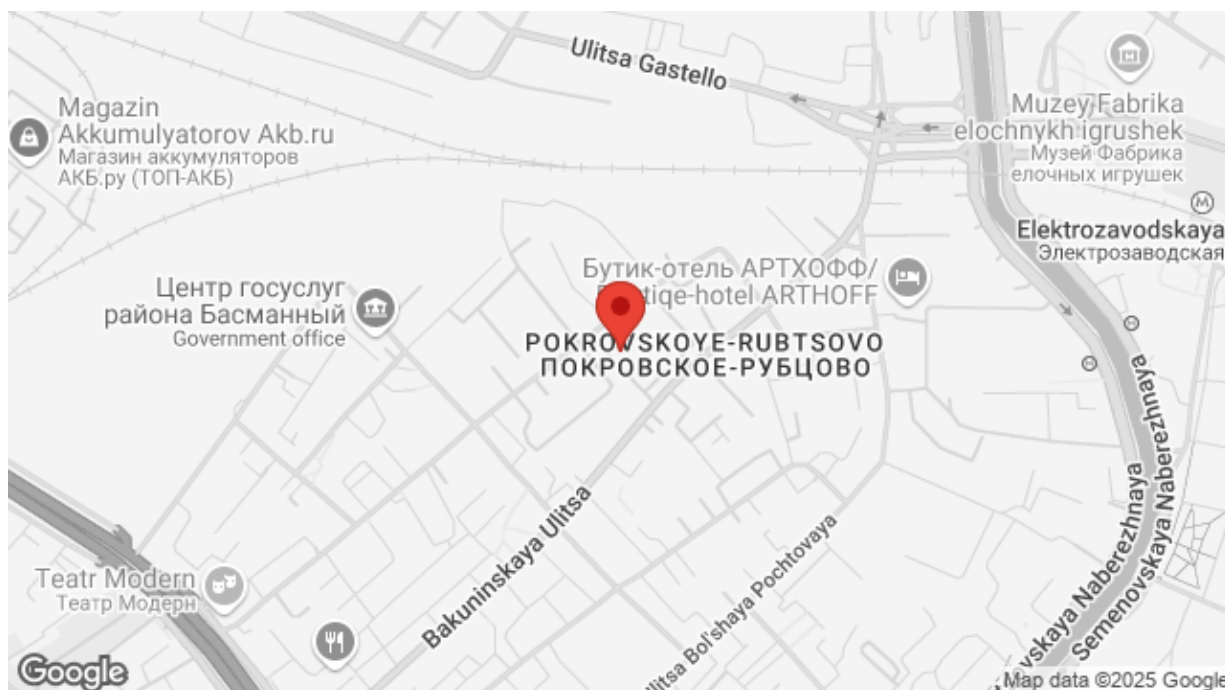 Ulitsa Gastello
Magazin
Akkumulyatorov Akb.ru
Магазин аккумуляторов
АКБ.ру (ТОП-АКБ)
Muzey Fabrika
elochnykh igrushek
Музей Фабрика
елочных игрушек
Elektrozavodskaya
Электрозаводская
Центр госуслуг
района Басманный
Government office
Бутик-отель АРТХОФФ/
hotel ARTHOFF
POKROVSKOYE-RUBTSOVO
ПОКРОВСКОЕ-РУБЦОВО
Bakuninskaya Ulitsa
Ulitsa Bol'shaya Pochtovaya
Semenovskaya Naberezhnaya
Naberezhnaya
Teatr Modern
Театр Модерн
Google
Map data ©2025 Google